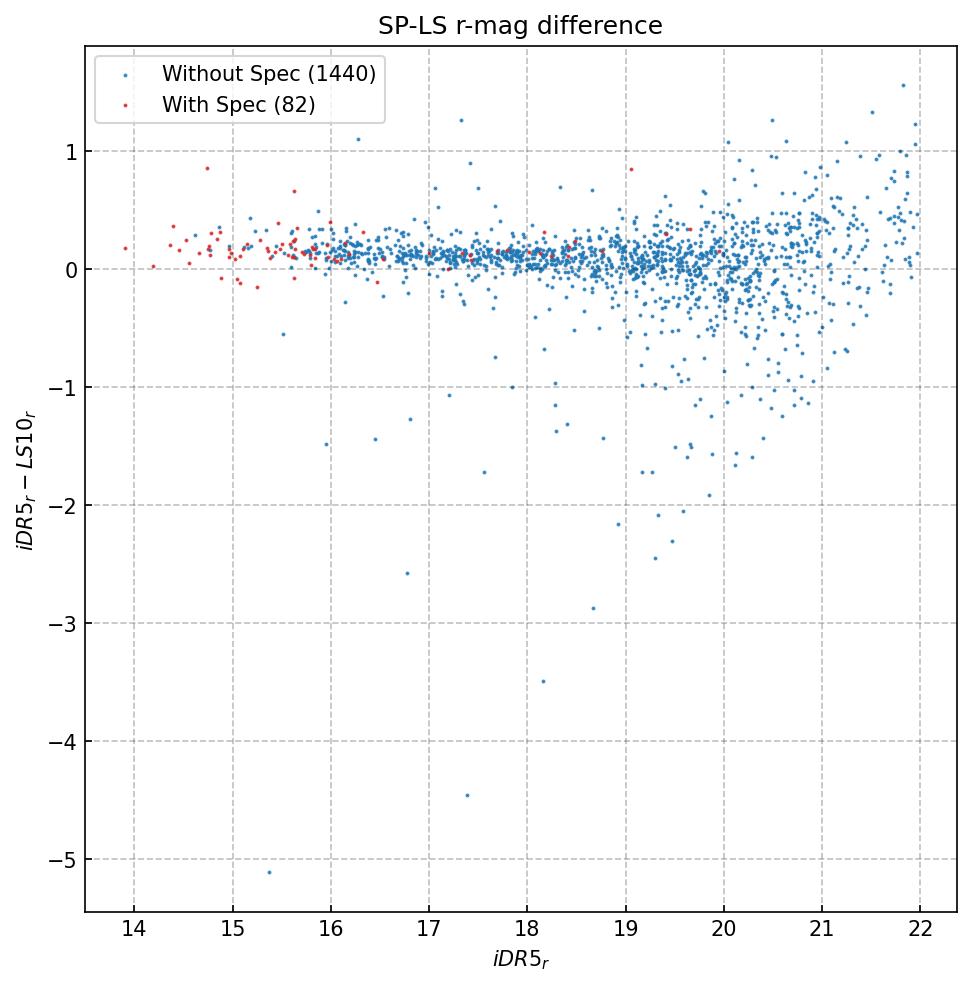 SP-LS r-mag difference
Without Spec (1440)
With Spec (82)
1
0
−1
−2
−3
−4
−5
iDR5r − LS10r
14 15 16 17 18 19 20 21 22
iDR5r